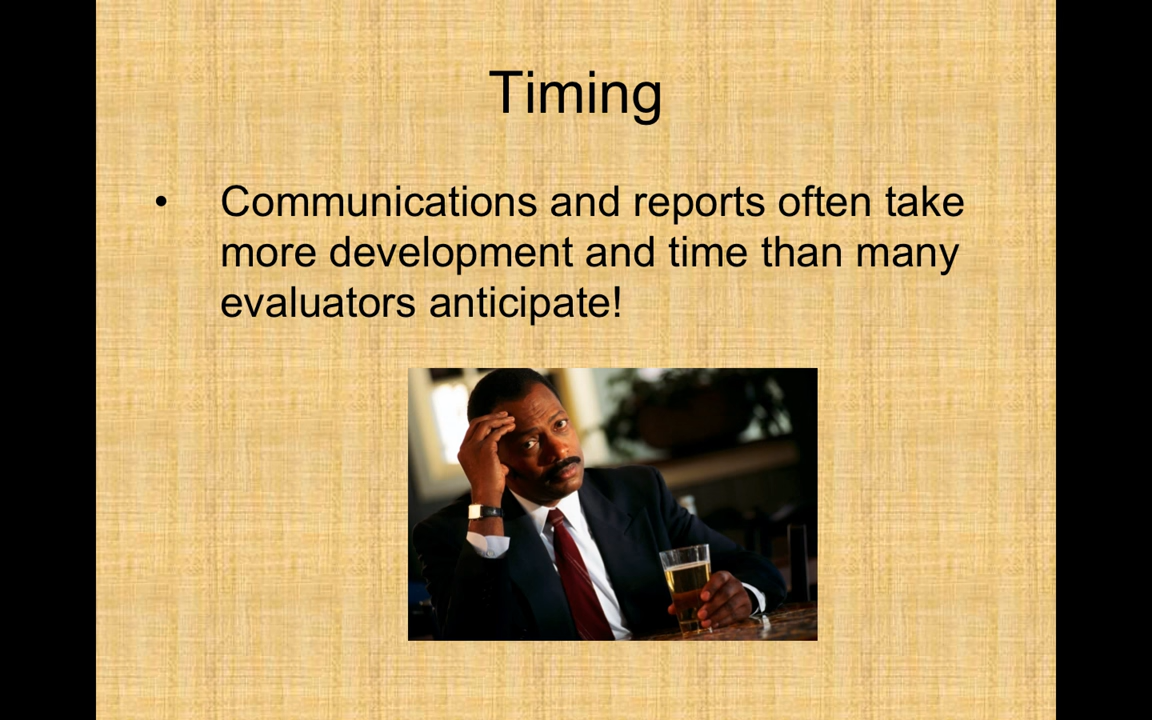 Timing
• Communications and reports often take
more development and time than many
evaluators anticipate!